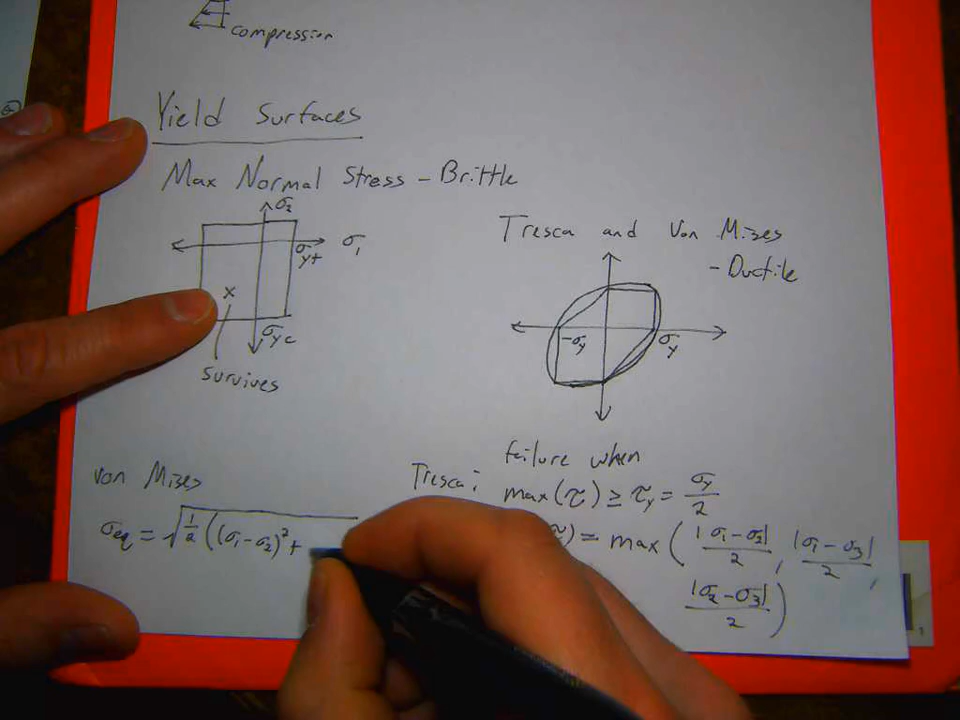 compression
Yield Surfaces
Max Normal Stress - Brittle
σ₂
σ₁
σyt
x
σyc
survives
Tresca and Von Mises
- Ductile
-σy
σy
von Mises
σeq = √½((σ₁-σ₂)²+
Tresca: failure when
max(τ) ≥ τy = σy/2
) = max(|σ₁-σ₂|/2, |σ₁-σ₃|/2,
|σ₂-σ₃|/2)